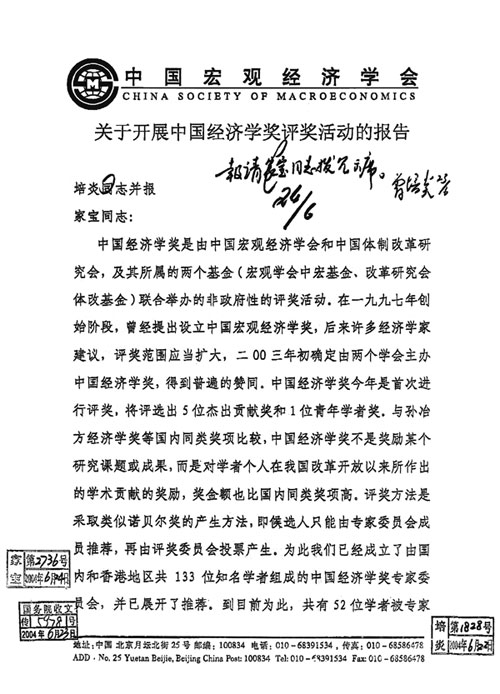 中国宏观经济学会
CHINA SOCIETY OF MACROECONOMICS
关于开展中国经济学奖评奖活动的报告
报请家宝同志拨冗
曾培炎
26/6
培炎同志并报
家宝同志：
中国经济学奖是由中国宏观经济学会和中国体制改革研
究会，及其所属的两个基金（宏观学会中宏基金、改革研究会
体改基金）联合举办的非政府性的评奖活动。在一九九七年创
始阶段，曾经提出设立中国宏观经济学奖，后来许多经济学家
建议，评奖范围应当扩大，二00三年初确定由两个学会主办
中国经济学奖，得到普遍的赞同。中国经济学奖今年是首次进
行评奖，将评选出5位杰出贡献奖和1位青年学者奖。与孙冶
方经济学奖等国内同类奖项比较，中国经济学奖不是奖励某个
研究课题或成果，而是对学者个人在我国改革开放以来所作出
的学术贡献的奖励，奖金额也比国内同类奖项高。评奖方法是
采取类似诺贝尔奖的产生方法，即候选人只能由专家委员会成
员推荐，再由评奖委员会投票产生。为此我们已经成立了由国
内和香港地区共133位知名学者组成的中国经济学奖专家委
员会，并已展开了推荐。到目前为止，共有52位学者被专家
家宝 第2736号
2004年6月24日
国务院收文
传 5978号
2004年6月23日
培炎 第1828号
2004年6月22日
地址：中国 北京月坛北街25号 邮编：100834 电话：010-68391534，传真：010-68586478
ADD，No．25 Yuetan Beijie, Beijing China Post: 100834 Tel: 010-68391534 Fax: 010-68586478